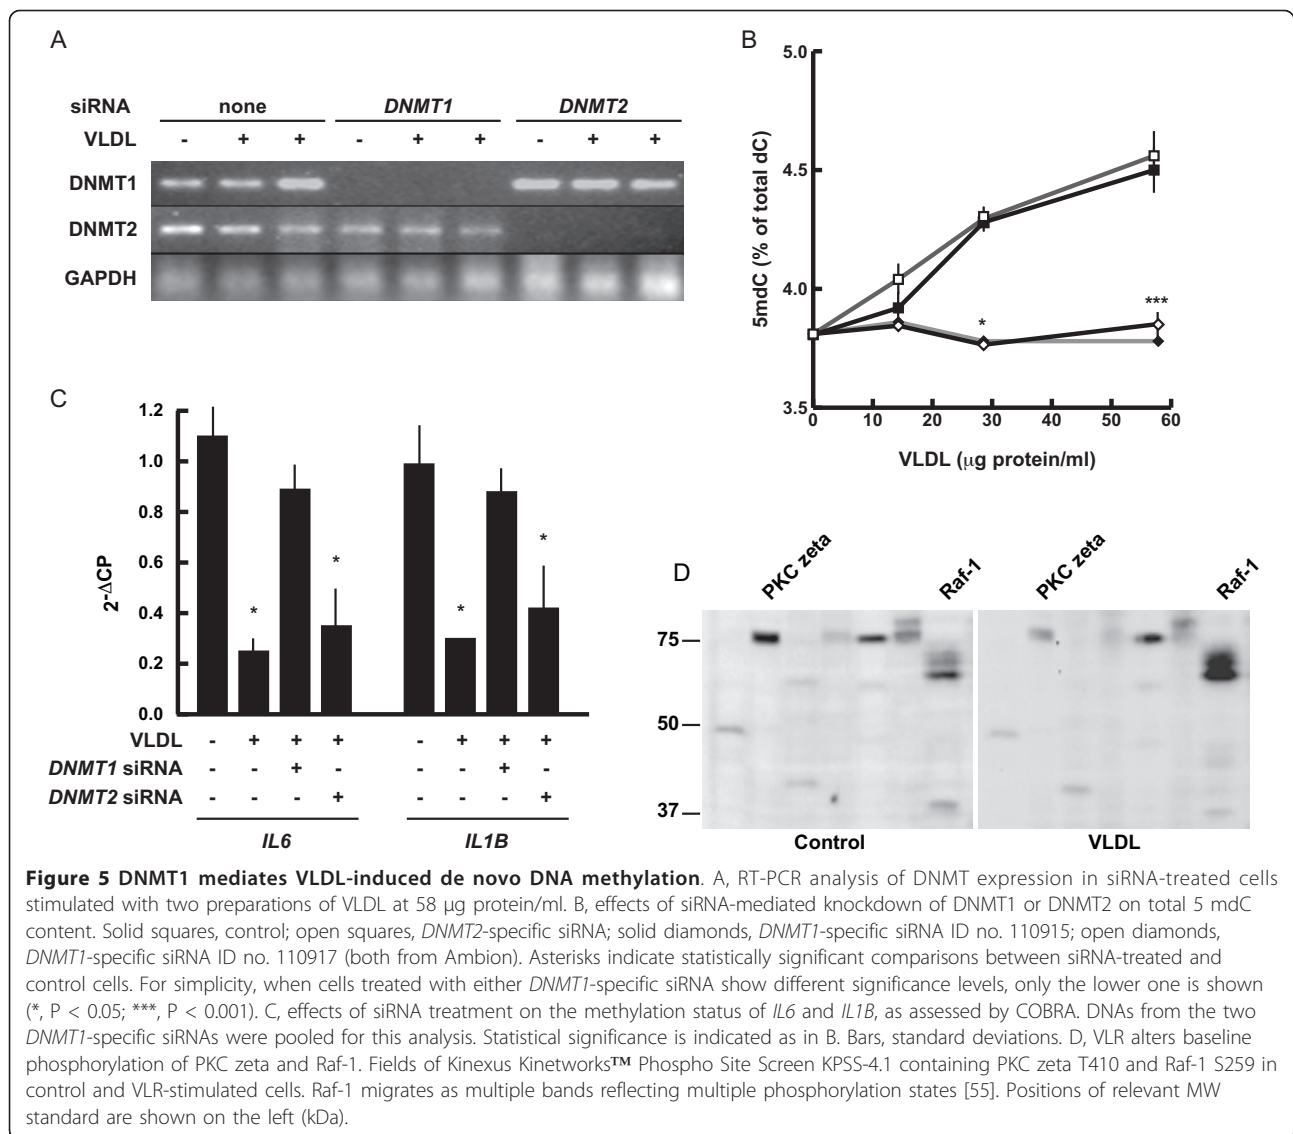 A
siRNA none DNMT1 DNMT2
VLDL - + + - + + - + +
DNMT1
DNMT2
GAPDH
B
5mdC (% of total dC)
5.0
4.5
4.0
3.5
* ***
0 10 20 30 40 50 60
VLDL (μg protein/ml)
C
2-ΔCP
1.2
1.0
0.8
0.6
0.4
0.2
0.0
* * * *
VLDL - + + + - + + +
DNMT1 siRNA - - + - - - + -
DNMT2 siRNA - - - + - - - +
IL6 IL1B
D
PKC zeta Raf-1 PKC zeta Raf-1
75
50
37
Control VLDL
Figure 5 DNMT1 mediates VLDL-induced de novo DNA methylation. A, RT-PCR analysis of DNMT expression in siRNA-treated cells
stimulated with two preparations of VLDL at 58 μg protein/ml. B, effects of siRNA-mediated knockdown of DNMT1 or DNMT2 on total 5 mdC
content. Solid squares, control; open squares, DNMT2-specific siRNA; solid diamonds, DNMT1-specific siRNA ID no. 110915; open diamonds,
DNMT1-specific siRNA ID no. 110917 (both from Ambion). Asterisks indicate statistically significant comparisons between siRNA-treated and
control cells. For simplicity, when cells treated with either DNMT1-specific siRNA show different significance levels, only the lower one is shown
(*, P < 0.05; ***, P < 0.001). C, effects of siRNA treatment on the methylation status of IL6 and IL1B, as assessed by COBRA. DNAs from the two
DNMT1-specific siRNAs were pooled for this analysis. Statistical significance is indicated as in B. Bars, standard deviations. D, VLR alters baseline
phosphorylation of PKC zeta and Raf-1. Fields of Kinexus Kinetworks™ Phospho Site Screen KPSS-4.1 containing PKC zeta T410 and Raf-1 S259 in
control and VLR-stimulated cells. Raf-1 migrates as multiple bands reflecting multiple phosphorylation states [55]. Positions of relevant MW
standard are shown on the left (kDa).